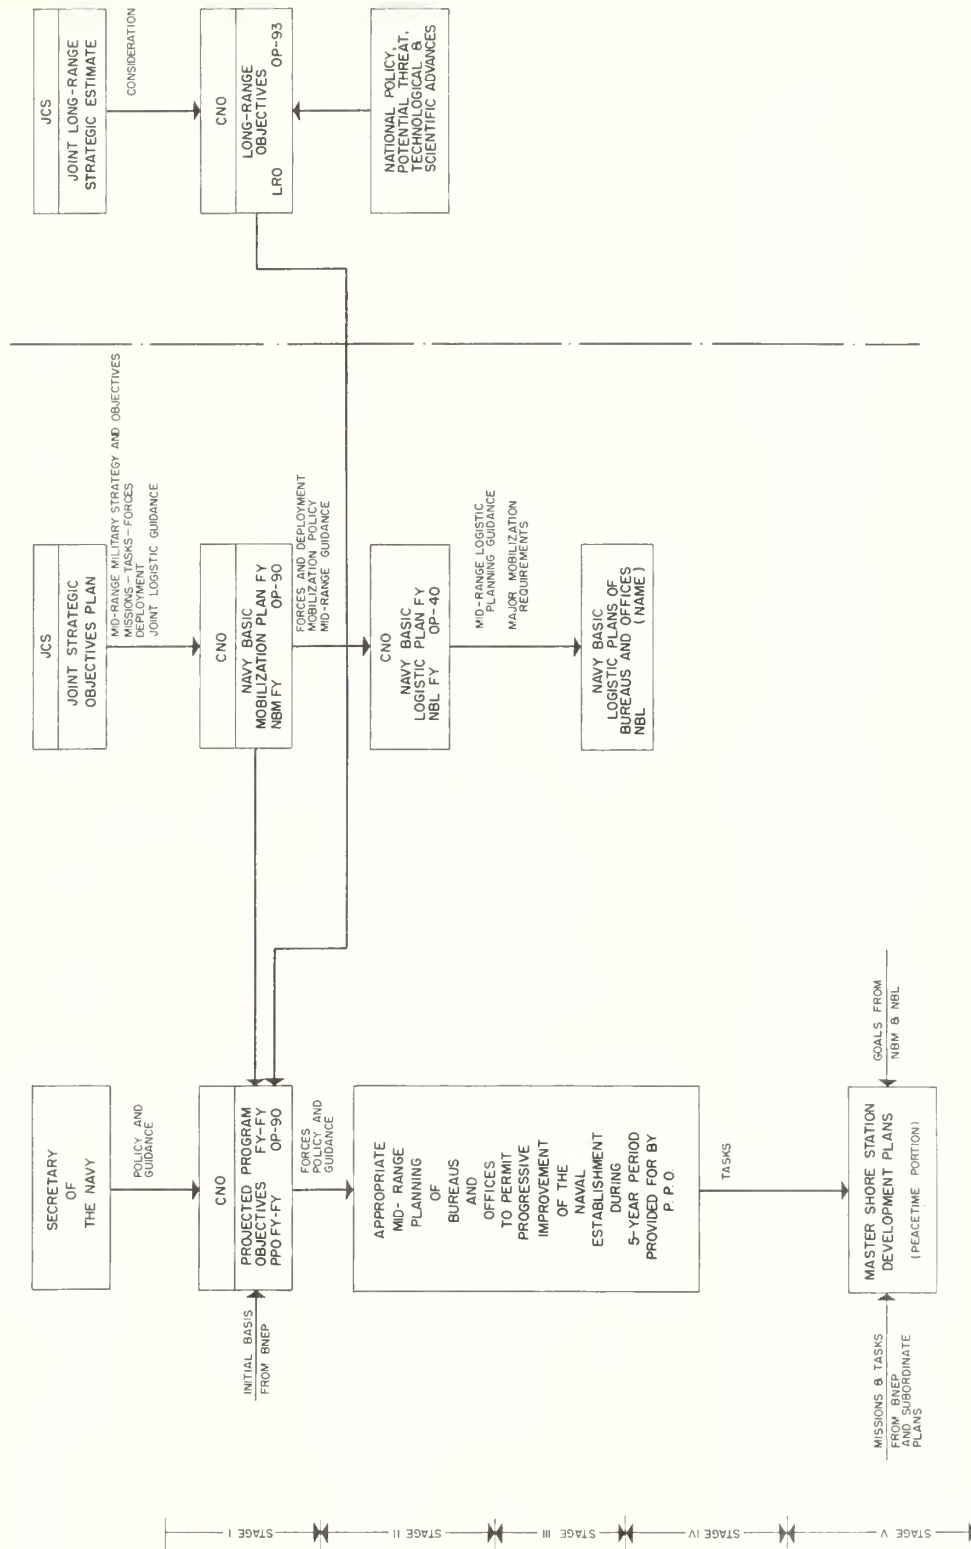 SECRETARY
OF
THE NAVY
POLICY AND
GUIDANCE
CNO
PROJECTED PROGRAM
OBJECTIVES FY-FY
PPO FY-FY OP-90
INITIAL BASIS
FROM BNEP
FORCES
POLICY AND
GUIDANCE
APPROPRIATE
MID- RANGE
PLANNING
OF
BUREAUS
AND
OFFICES
TO PERMIT
PROGRESSIVE
IMPROVEMENT
OF THE
NAVAL
ESTABLISHMENT
DURING
5-YEAR PERIOD
PROVIDED FOR BY
P. P. O.
TASKS
MASTER SHORE STATION
DEVELOPMENT PLANS
(PEACETIME PORTION)
MISSIONS & TASKS
FROM BNEP
AND SUBORDINATE
PLANS
GOALS FROM
NBM & NBL
JCS
JOINT STRATEGIC
OBJECTIVES PLAN
MID-RANGE MILITARY STRATEGY AND OBJECTIVES
MISSIONS-TASKS-FORCES
DEPLOYMENT
JOINT LOGISTIC GUIDANCE
CNO
NAVY BASIC
MOBILIZATION PLAN FY
NBM FY OP-90
FORCES AND DEPLOYMENT
MOBILIZATION POLICY
MID-RANGE GUIDANCE
CNO
NAVY BASIC
LOGISTIC PLAN FY
NBL FY OP-40
MID-RANGE LOGISTIC
PLANNING GUIDANCE
MAJOR MOBILIZATION
REQUIREMENTS
NAVY BASIC
LOGISTIC PLANS OF
BUREAUS AND OFFICES
NBL (NAME)
JCS
JOINT LONG-RANGE
STRATEGIC ESTIMATE
CONSIDERATION
CNO
LONG-RANGE
OBJECTIVES
LRO OP-93
NATIONAL POLICY,
POTENTIAL THREAT,
TECHNOLOGICAL &
SCIENTIFIC ADVANCES
STAGE I
STAGE II
STAGE III
STAGE IV
STAGE V